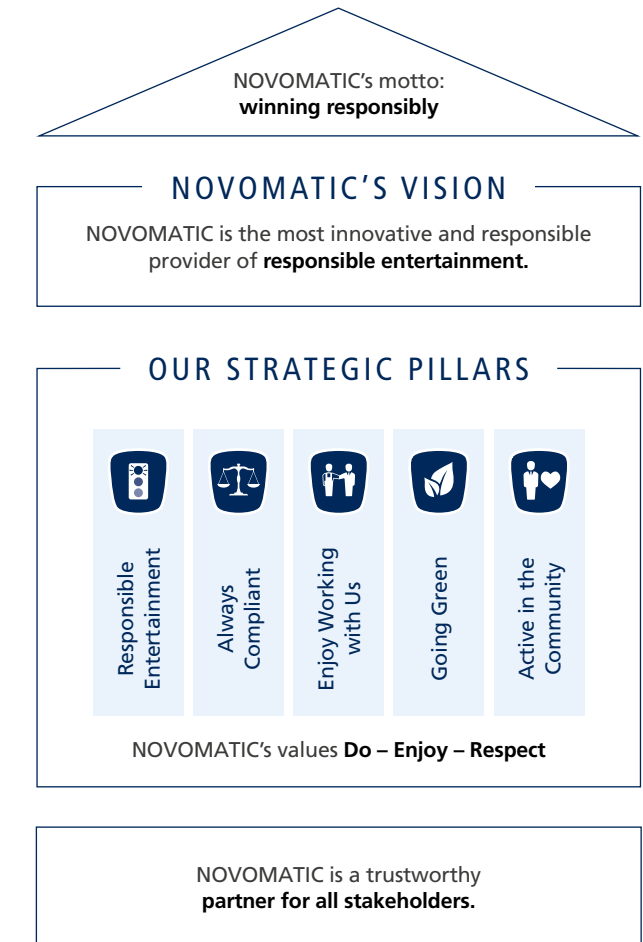 NOVOMATIC's motto:
winning responsibly
NOVOMATIC'S VISION
NOVOMATIC is the most innovative and responsible
provider of responsible entertainment.
OUR STRATEGIC PILLARS
Responsible
Entertainment
Always
Compliant
Enjoy Working
with Us
Going Green
Active in the
Community
NOVOMATIC's values Do – Enjoy – Respect
NOVOMATIC is a trustworthy
partner for all stakeholders.